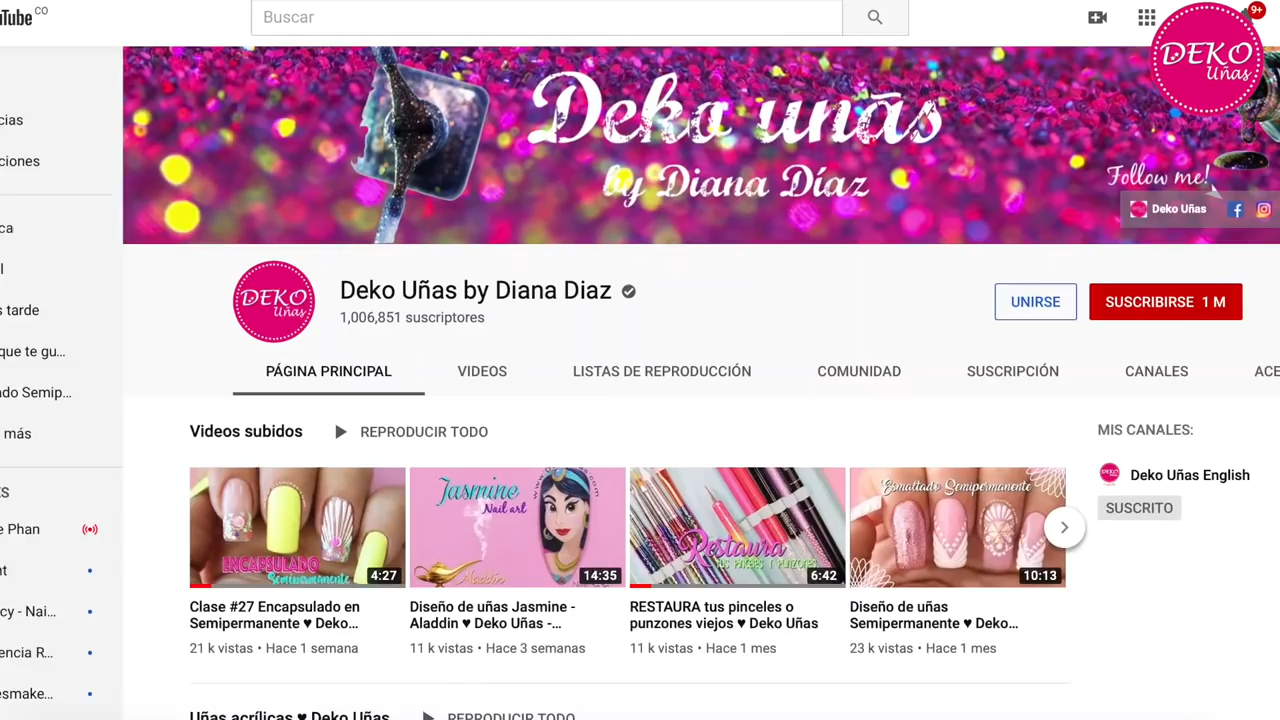 uTube CO
Buscar
9+
DEKO
Uñas
Deko uñas
by Diana Díaz
Follow me!
Deko Uñas
cias
ciones
ca
l
s tarde
que te gu...
ado Semip...
más
ES
e Phan
nt
cy - Nai...
encia R...
esmake...
DEKO
Uñas
Deko Uñas by Diana Diaz
1,006,851 suscriptores
UNIRSE
SUSCRIBIRSE 1 M
PÁGINA PRINCIPAL
VIDEOS
LISTAS DE REPRODUCCIÓN
COMUNIDAD
SUSCRIPCIÓN
CANALES
ACE
Videos subidos
REPRODUCIR TODO
MIS CANALES:
Deko Uñas English
SUSCRITO
ENCAPSULADO
Semipermanente
4:27
Jasmine
Nail art
Aladdin
14:35
Restaura
TUS PINCELES Y PUNZONES
6:42
Esmaltado Semipermanente
10:13
Clase #27 Encapsulado en
Semipermanente ♥ Deko...
21 k vistas • Hace 1 semana
Diseño de uñas Jasmine -
Aladdin ♥ Deko Uñas -...
11 k vistas • Hace 3 semanas
RESTAURA tus pinceles o
punzones viejos ♥ Deko Uñas
11 k vistas • Hace 1 mes
Diseño de uñas
Semipermanente ♥ Deko...
23 k vistas • Hace 1 mes
Uñas acrílicas ♥ Deko Uñas
REPRODUCIR TODO